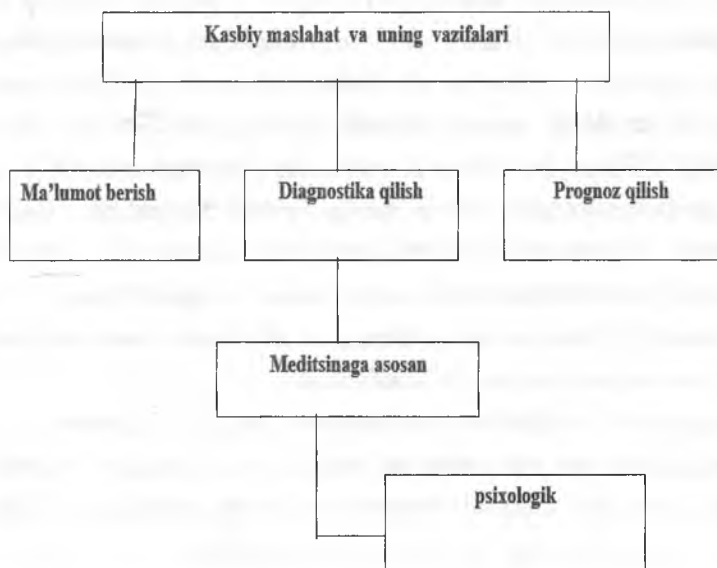 Kasbiy maslahat va uning vazifalari
Ma'lumot berish
Diagnostika qilish
Prognoz qilish
Meditsinaga asosan
psixologik